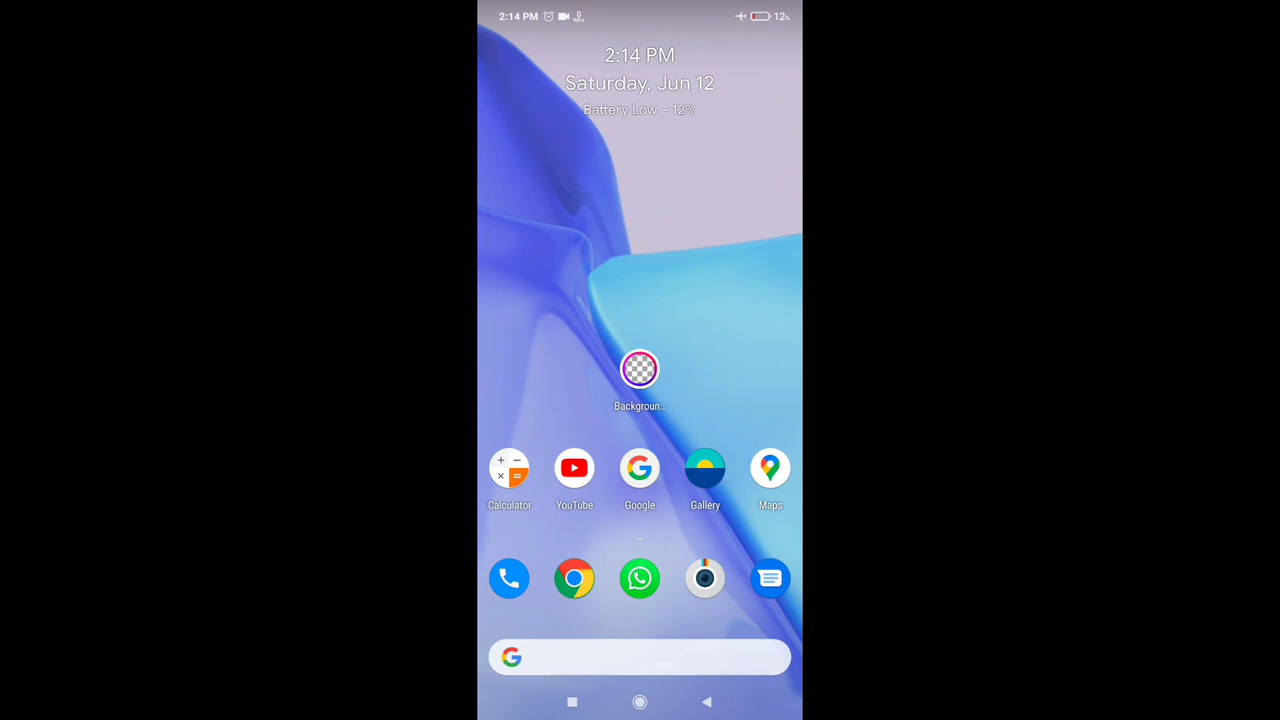 2:14 PM
12%
2:14 PM
Saturday, Jun 12
Battery Low – 12%
Backgroun...
Calculator
YouTube
Google
Gallery
Maps